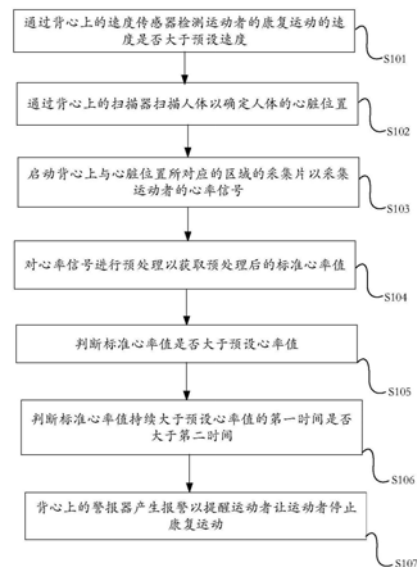 通过背心上的速度传感器检测运动者的康复运动的速
度是否大于预设速度
S101
通过背心上的扫描器扫描人体以确定人体的心脏位置
S102
启动背心上与心脏位置所对应的区域的采集片以采集
运动者的心率信号
S103
对心率信号进行预处理以获取预处理后的标准心率值
S104
判断标准心率值是否大于预设心率值
S105
判断标准心率值持续大于预设心率值的第一时间是否
大于第二时间
S106
背心上的警报器产生报警以提醒运动者让运动者停止
康复运动
S107